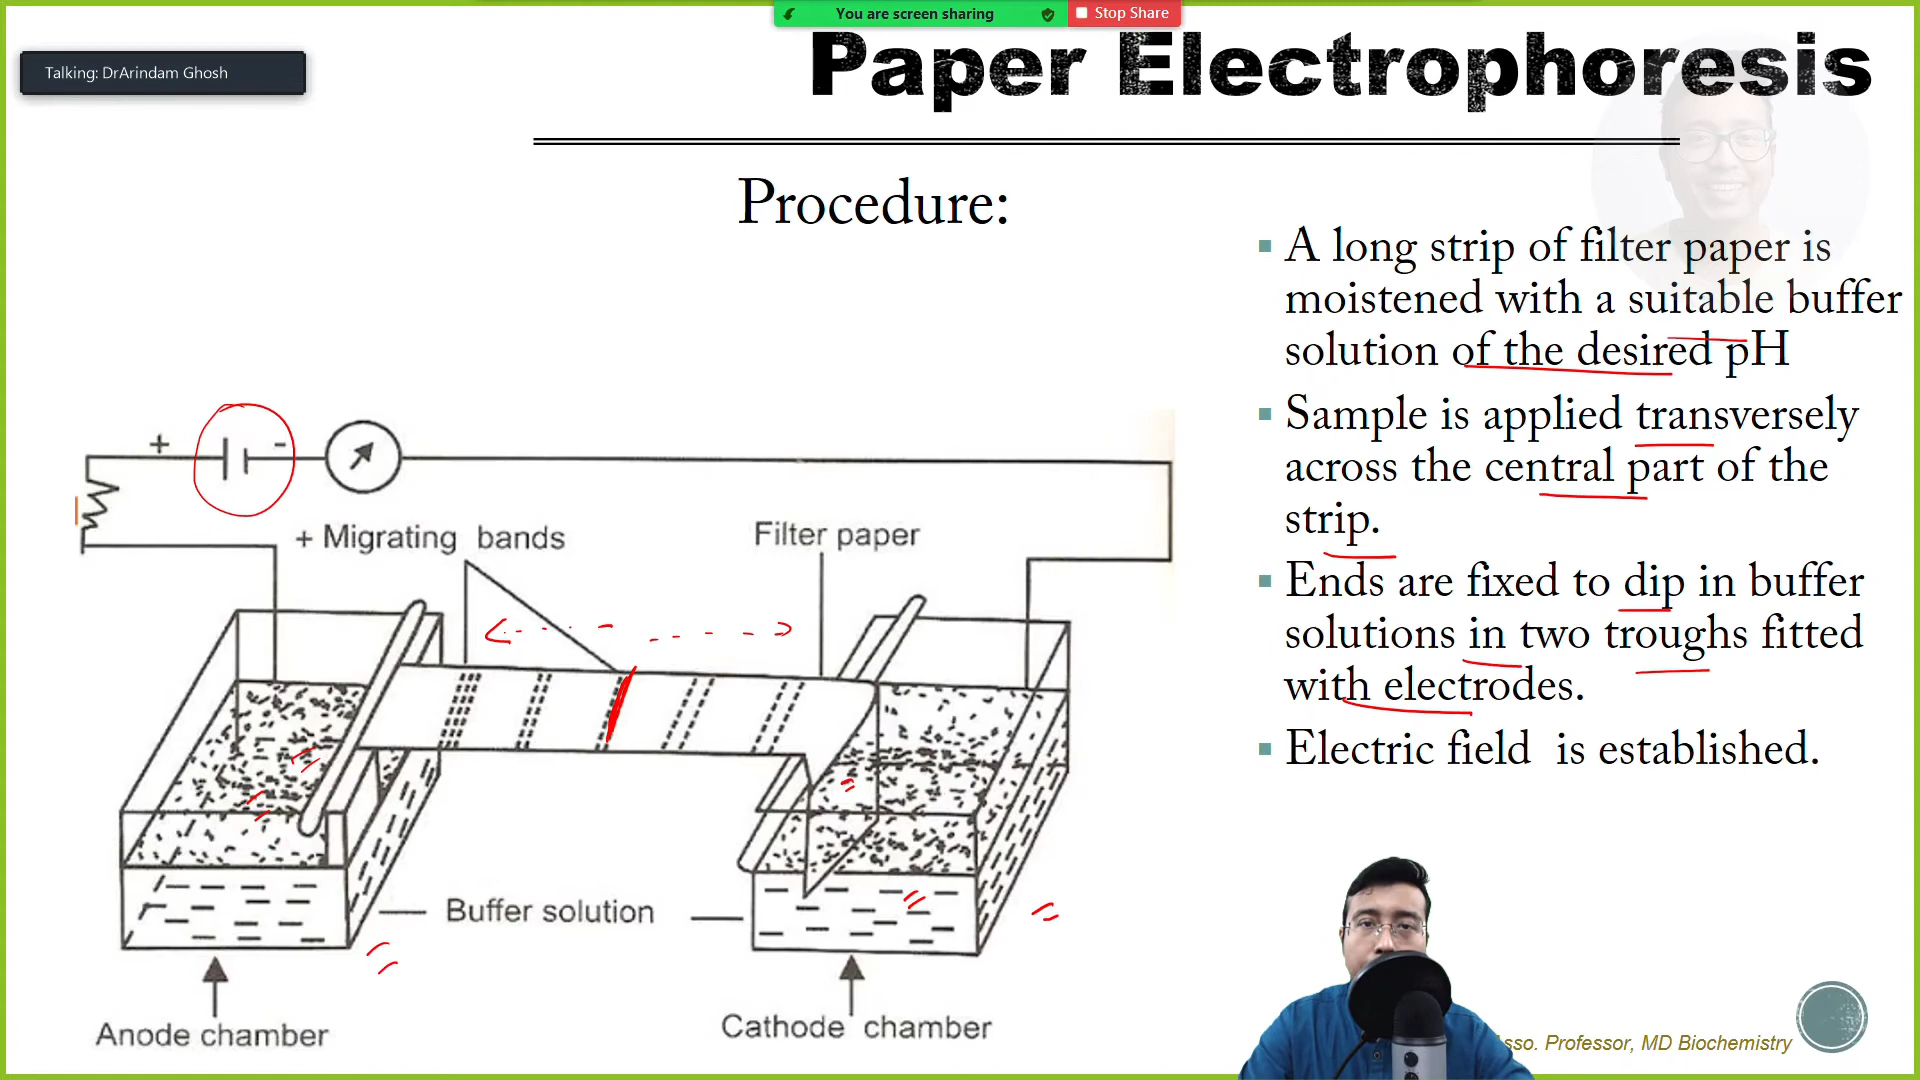 You are screen sharing
Stop Share
Talking: DrArindam Ghosh
Paper Electrophoresis
Procedure:
▪ A long strip of filter paper is
moistened with a suitable buffer
solution of the desired pH
▪ Sample is applied transversely
across the central part of the
strip.
▪ Ends are fixed to dip in buffer
solutions in two troughs fitted
with electrodes.
▪ Electric field is established.
+ -
+ Migrating bands
Filter paper
Buffer solution
Anode chamber
Cathode chamber
Professor, MD Biochemistry